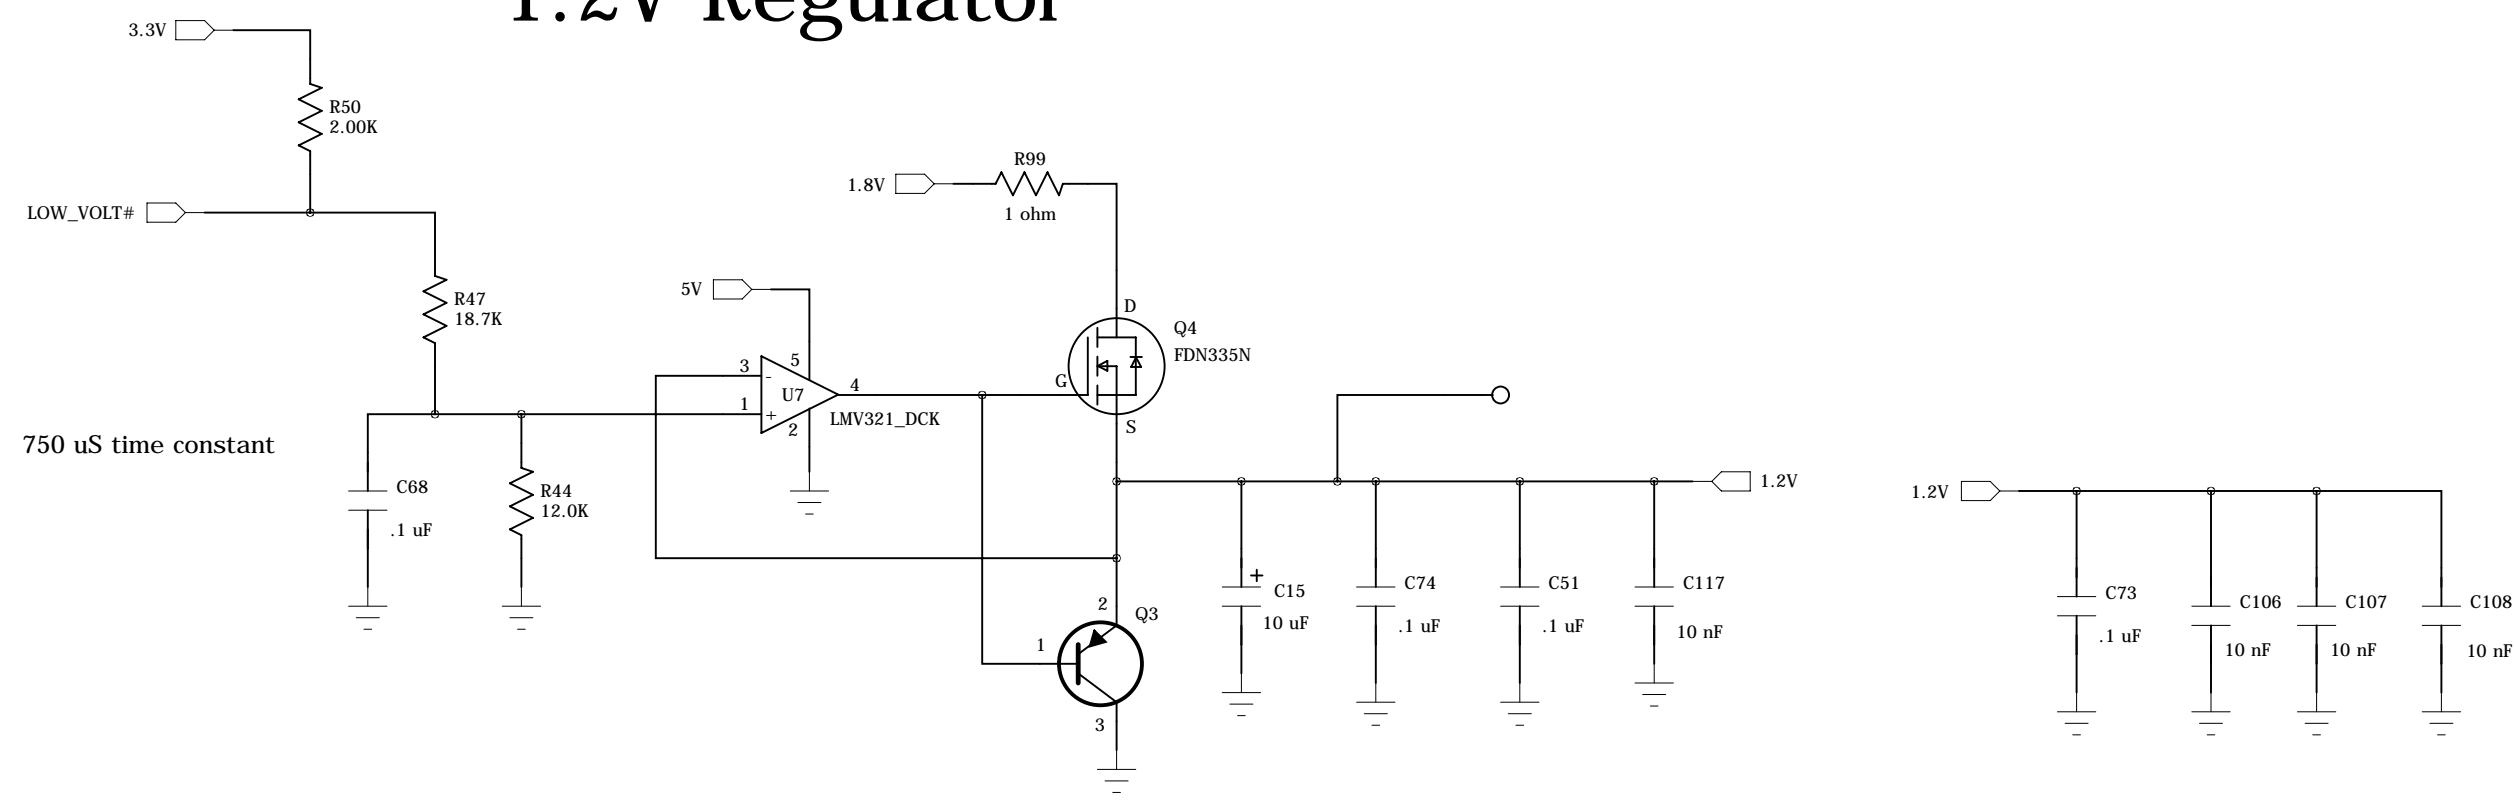 1.2V Regulator
3.3V
R50
2.00K
LOW_VOLT#
R47
18.7K
750 uS time constant
C68
.1 uF
R44
12.0K
5V
3
-
5
U7
1
+
2
4
LMV321_DCK
1.8V
R99
1 ohm
D
Q4
FDN335N
G
S
1.2V
2
Q3
1
3
+
C15
10 uF
C74
.1 uF
C51
.1 uF
C117
10 nF
1.2V
C73
.1 uF
C106
10 nF
C107
10 nF
C108
10 nF